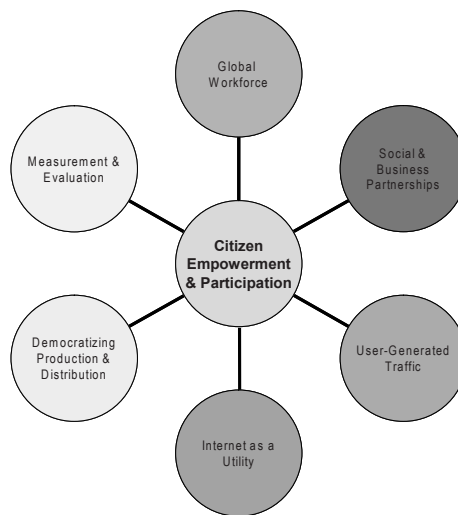 Global
Workforce
Measurement &
Evaluation
Social &
Business
Partnerships
Citizen
Empowerment
& Participation
Democratizing
Production &
Distribution
User-Generated
Traffic
Internet as a
Utility